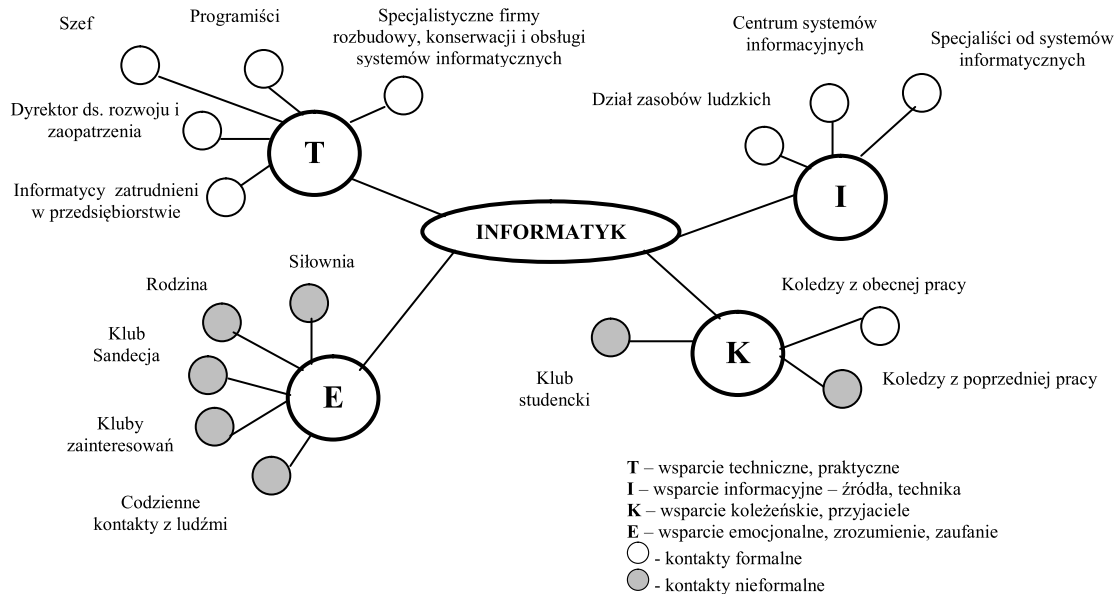 Szef
Programiści
Specjalistyczne firmy
rozbudowy, konserwacji i obsługi
systemów informatycznych
Dyrektor ds. rozwoju i
zaopatrzenia
Informatycy zatrudnieni
w przedsiębiorstwie
T
Centrum systemów
informacyjnych
Specjaliści od systemów
informatycznych
Dział zasobów ludzkich
I
INFORMATYK
Siłownia
Rodzina
Klub
Sandecja
Kluby
zainteresowań
Codzienne
kontakty z ludźmi
E
Koledzy z obecnej pracy
K
Klub
studencki
Koledzy z poprzedniej pracy
T – wsparcie techniczne, praktyczne
I – wsparcie informacyjne – źródła, technika
K – wsparcie koleżeńskie, przyjaciele
E – wsparcie emocjonalne, zrozumienie, zaufanie
- kontakty formalne
- kontakty nieformalne